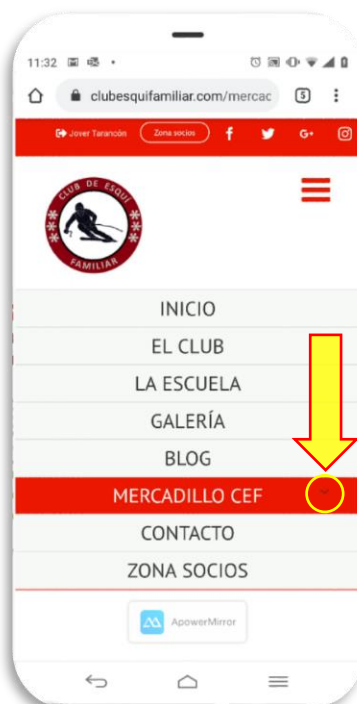 11:32
clubesquifamiliar.com/mercac 5
Jover Tarancón Zona socios f G+
CLUB DE ESQUÍ
FAMILIAR
INICIO
EL CLUB
LA ESCUELA
GALERÍA
BLOG
MERCADILLO CEF
CONTACTO
ZONA SOCIOS
ApowerMirror